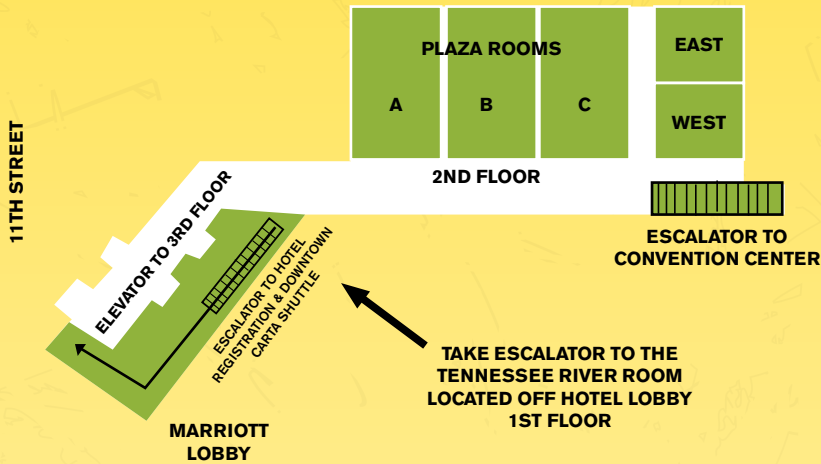 PLAZA ROOMS
A
B
C
EAST
WEST
11TH STREET
2ND FLOOR
ELEVATOR TO 3RD FLOOR
ESCALATOR TO
CONVENTION CENTER
ESCALATOR TO HOTEL
REGISTRATION & DOWNTOWN
CARTA SHUTTLE
TAKE ESCALATOR TO THE
TENNESSEE RIVER ROOM
LOCATED OFF HOTEL LOBBY
1ST FLOOR
MARRIOTT
LOBBY